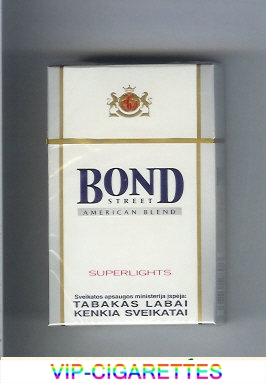 BOND
STREET
AMERICAN BLEND
SUPERLIGHTS
Sveikatos apsaugos ministerija įspėja:
TABAKAS LABAI
KENKIA SVEIKATAI
VIP-CIGARETTES